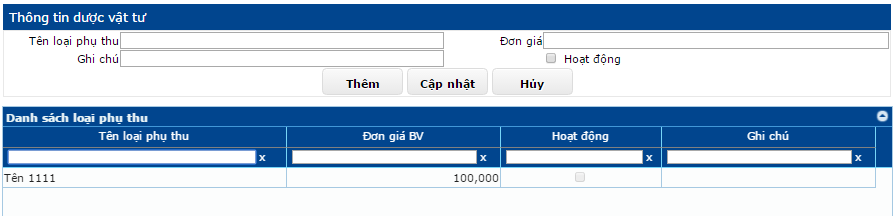 Thông tin dược vật tư
Tên loại phụ thu Đơn giá
Ghi chú Hoạt động
Thêm Cập nhật Hủy
Danh sách loại phụ thu
Tên loại phụ thu Đơn giá BV Hoạt động Ghi chú
x x x x
Tên 1111 100,000